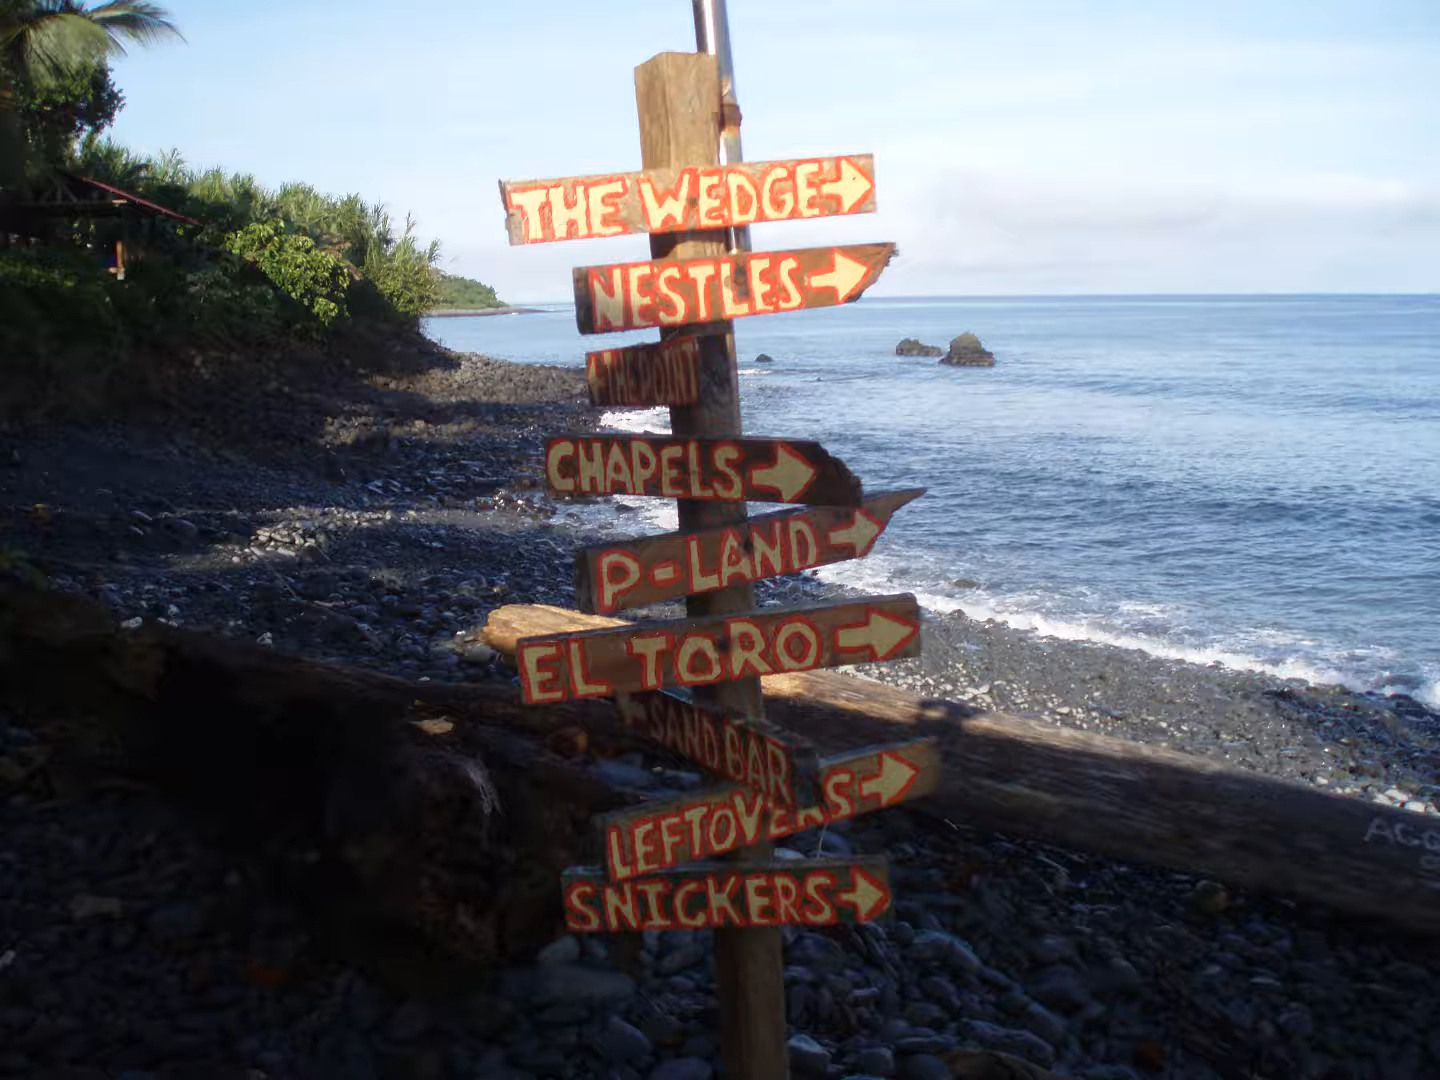 THE WEDGE
NESTLES
THE POINT
CHAPELS
P-LAND
EL TORO
SAND BAR
LEFTOVERS
SNICKERS